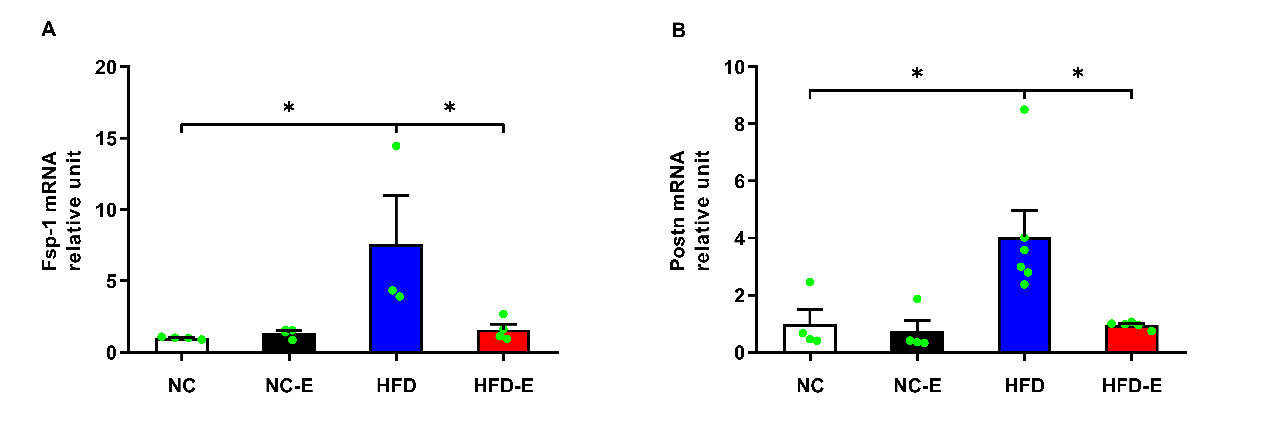 A
Fsp-1 mRNA
relative unit
20
15
10
5
0
*
*
NC
NC-E
HFD
HFD-E
B
Postn mRNA
relative unit
10
8
6
4
2
0
*
*
NC
NC-E
HFD
HFD-E